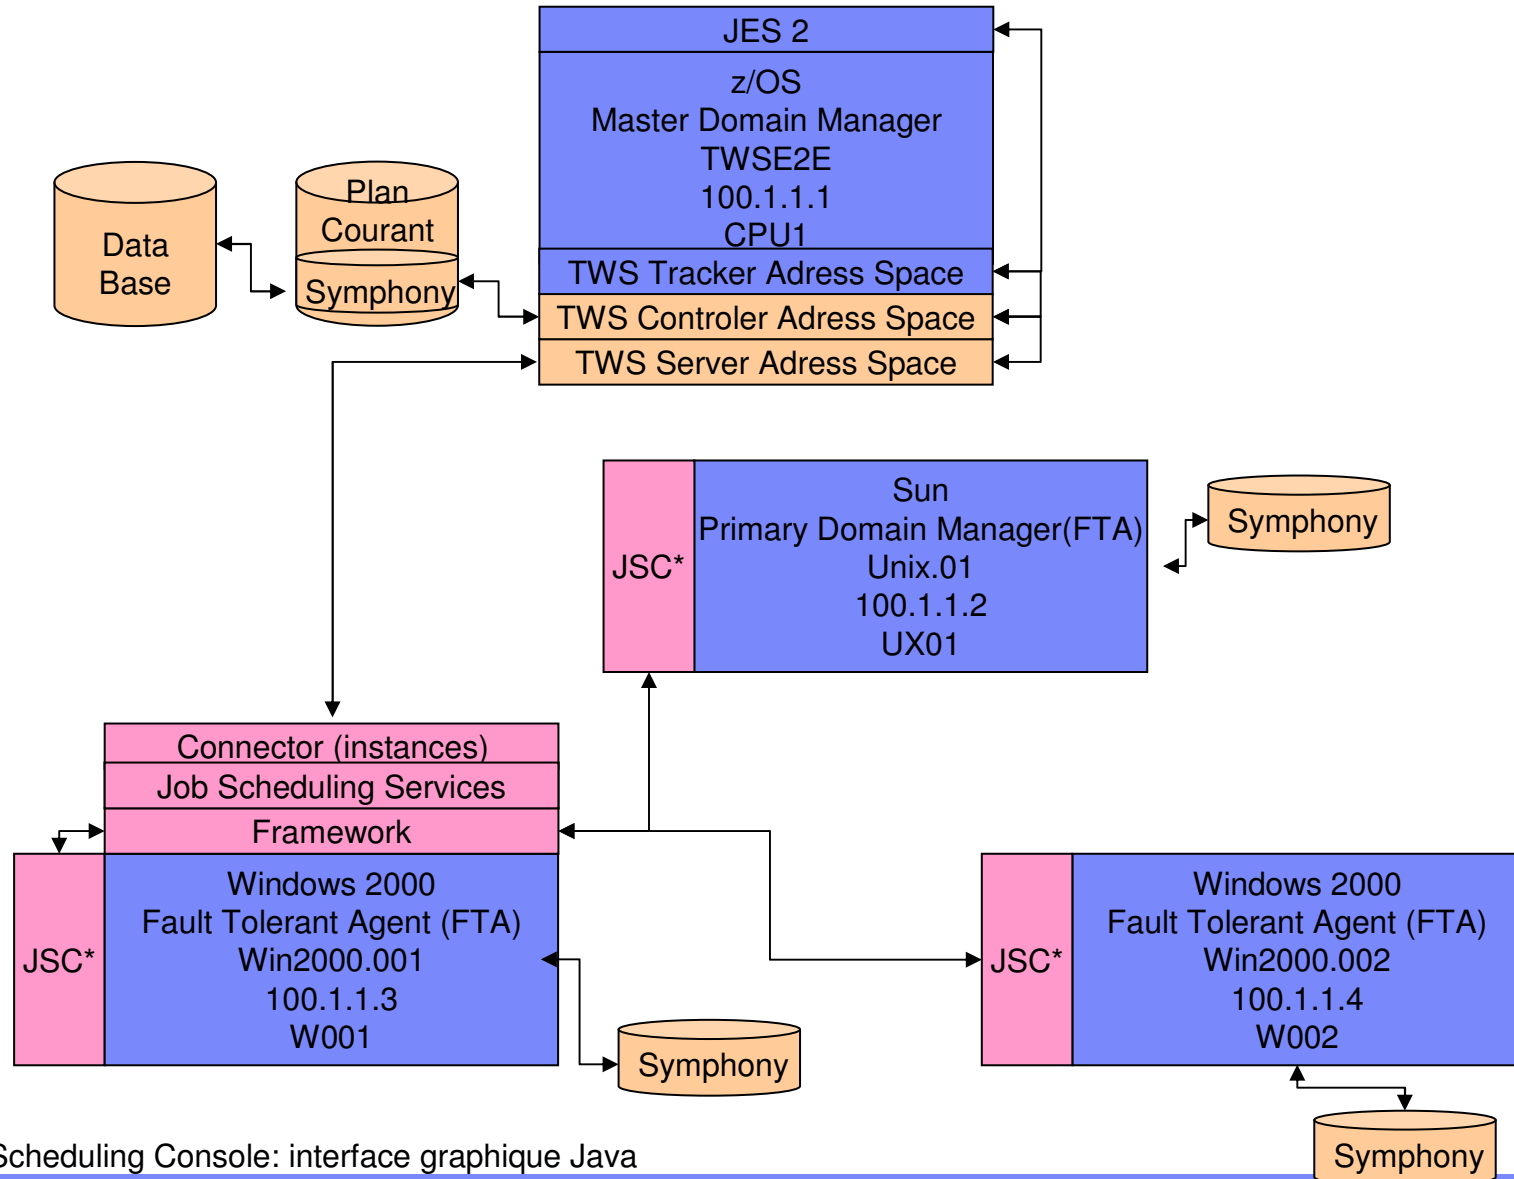 JES 2
z/OS
Master Domain Manager
TWSE2E
100.1.1.1
CPU1
TWS Tracker Adress Space
TWS Controler Adress Space
TWS Server Adress Space
Data
Base
Plan
Courant
Symphony
JSC*
Sun
Primary Domain Manager(FTA)
Unix.01
100.1.1.2
UX01
Symphony
Connector (instances)
Job Scheduling Services
Framework
JSC*
Windows 2000
Fault Tolerant Agent (FTA)
Win2000.001
100.1.1.3
W001
Symphony
JSC*
Windows 2000
Fault Tolerant Agent (FTA)
Win2000.002
100.1.1.4
W002
Symphony
Scheduling Console: interface graphique Java